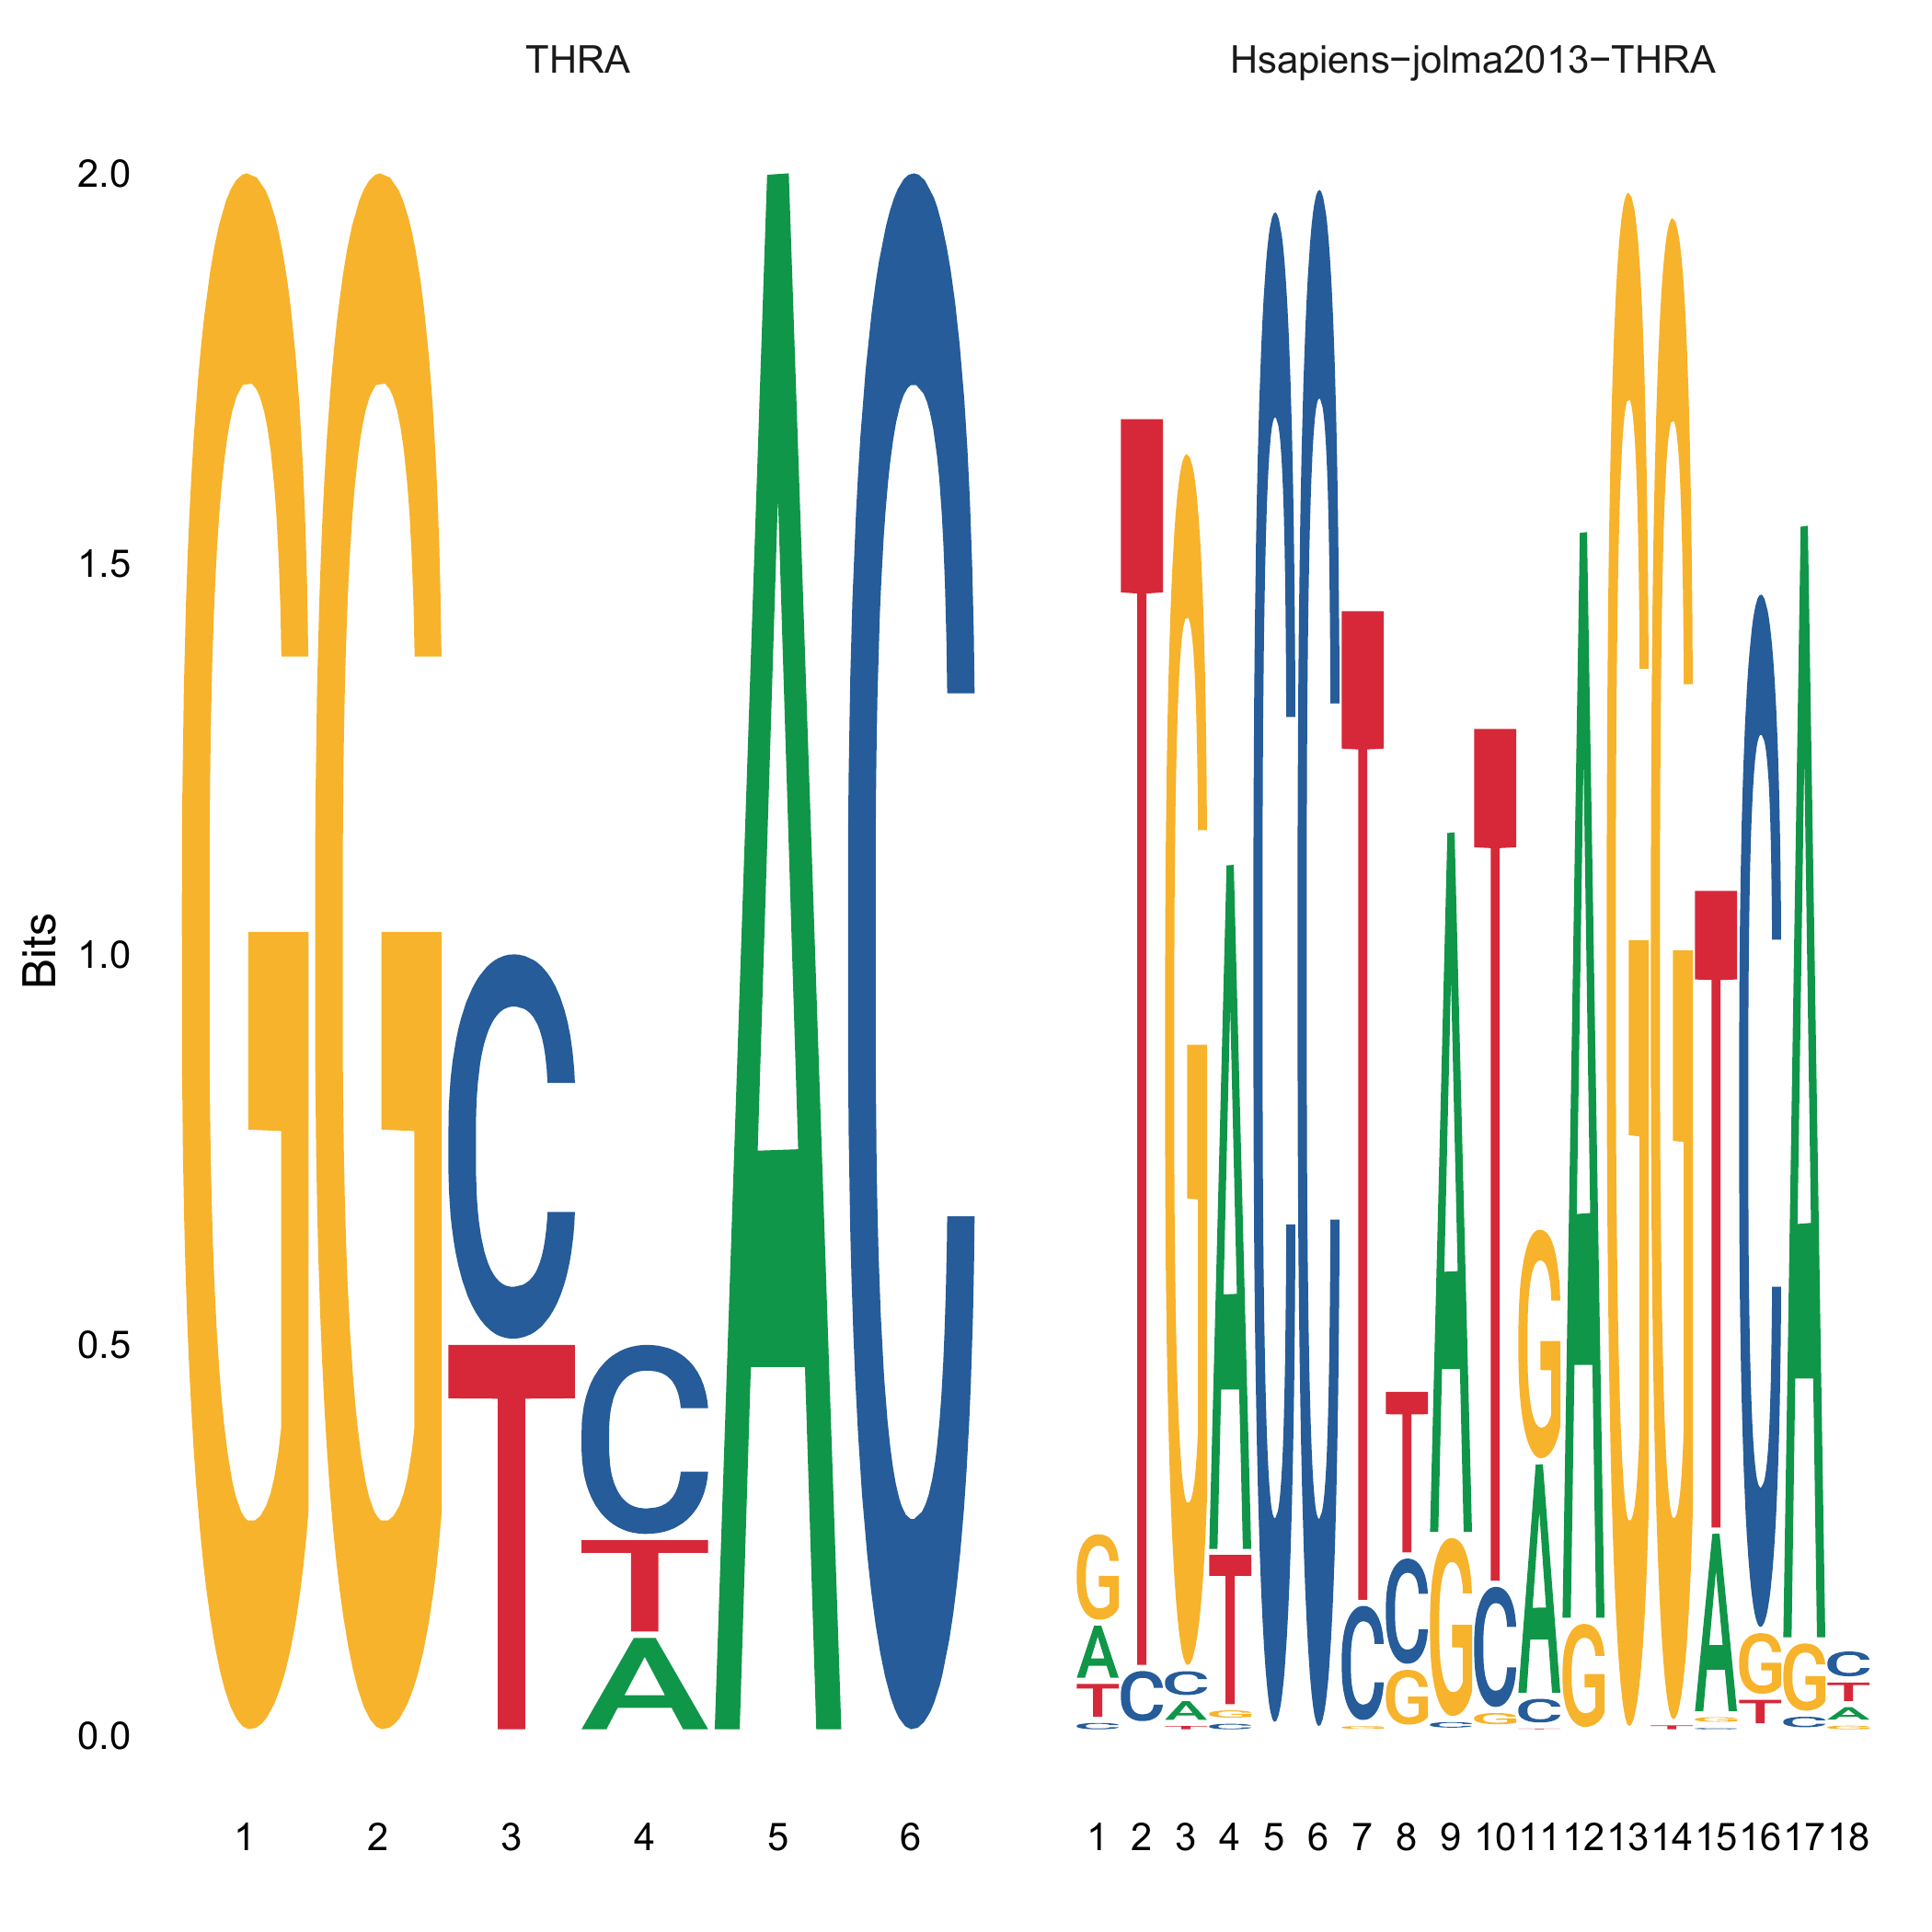 THRA Hsapiens−jolma2013−THRA
2.0
1.5
1.0
0.5
0.0
Bits
G G C T C T A A C
G A T C T C G C A T A T G C C C T C G T C G A G C T C G G A C A G G G T T A G C C G T A G C C T A G
1 2 3 4 5 6 1 2 3 4 5 6 7 8 9 10 11 12 13 14 15 16 17 18